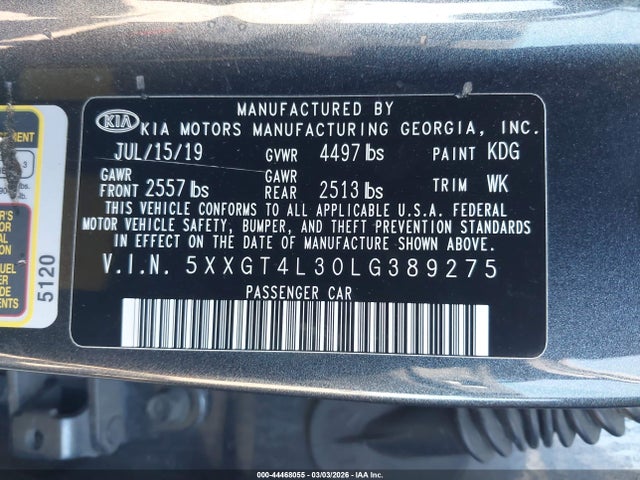 MANUFACTURED BY
KIA KIA MOTORS MANUFACTURING GEORGIA, INC.
JUL/15/19 GVWR 4497 lbs PAINT KDG
GAWR FRONT 2557 lbs GAWR REAR 2513 lbs TRIM WK
THIS VEHICLE CONFORMS TO ALL APPLICABLE U.S.A. FEDERAL
MOTOR VEHICLE SAFETY, BUMPER, AND THEFT PREVENTION STANDARDS
IN EFFECT ON THE DATE OF MANUFACTURE SHOWN ABOVE.
V.I.N. 5XXGT4L30LG389275
PASSENGER CAR
5120
000-44468055 | 03/03/2026 | IAA Inc.